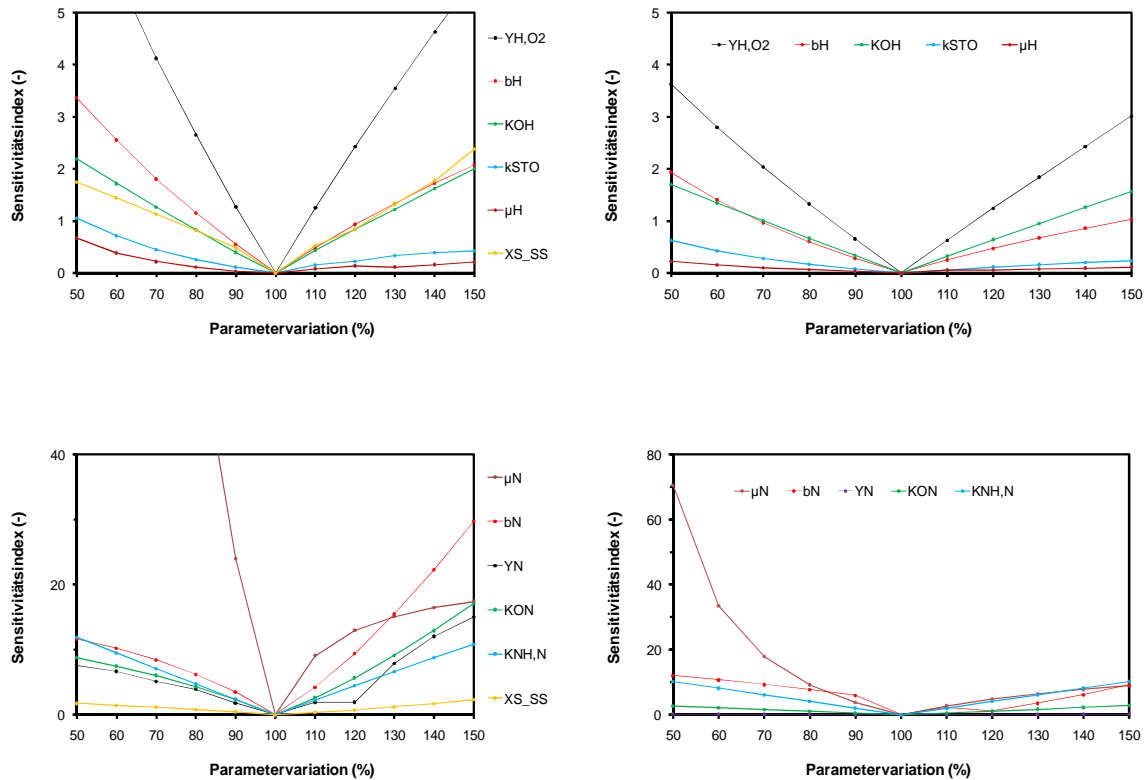 5
4
3
2
1
0
Sensitivitätsindex (-)
50 60 70 80 90 100 110 120 130 140 150
Parametervariation (%)
YH,O2
bH
KOH
kSTO
µH
XS_SS
5
4
3
2
1
0
Sensitivitätsindex (-)
YH,O2 bH KOH kSTO µH
50 60 70 80 90 100 110 120 130 140 150
Parametervariation (%)
40
20
0
Sensitivitätsindex (-)
50 60 70 80 90 100 110 120 130 140 150
Parametervariation (%)
µN
bN
YN
KON
KNH,N
XS_SS
80
60
40
20
0
Sensitivitätsindex (-)
µN bN YN KON KNH,N
50 60 70 80 90 100 110 120 130 140 150
Parametervariation (%)